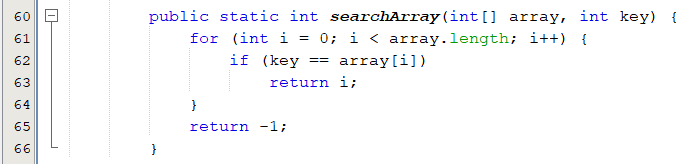 60 public static int searchArray(int[] array, int key) {
61 for (int i = 0; i < array.length; i++) {
62 if (key == array[i])
63 return i;
64 }
65 return -1;
66 }